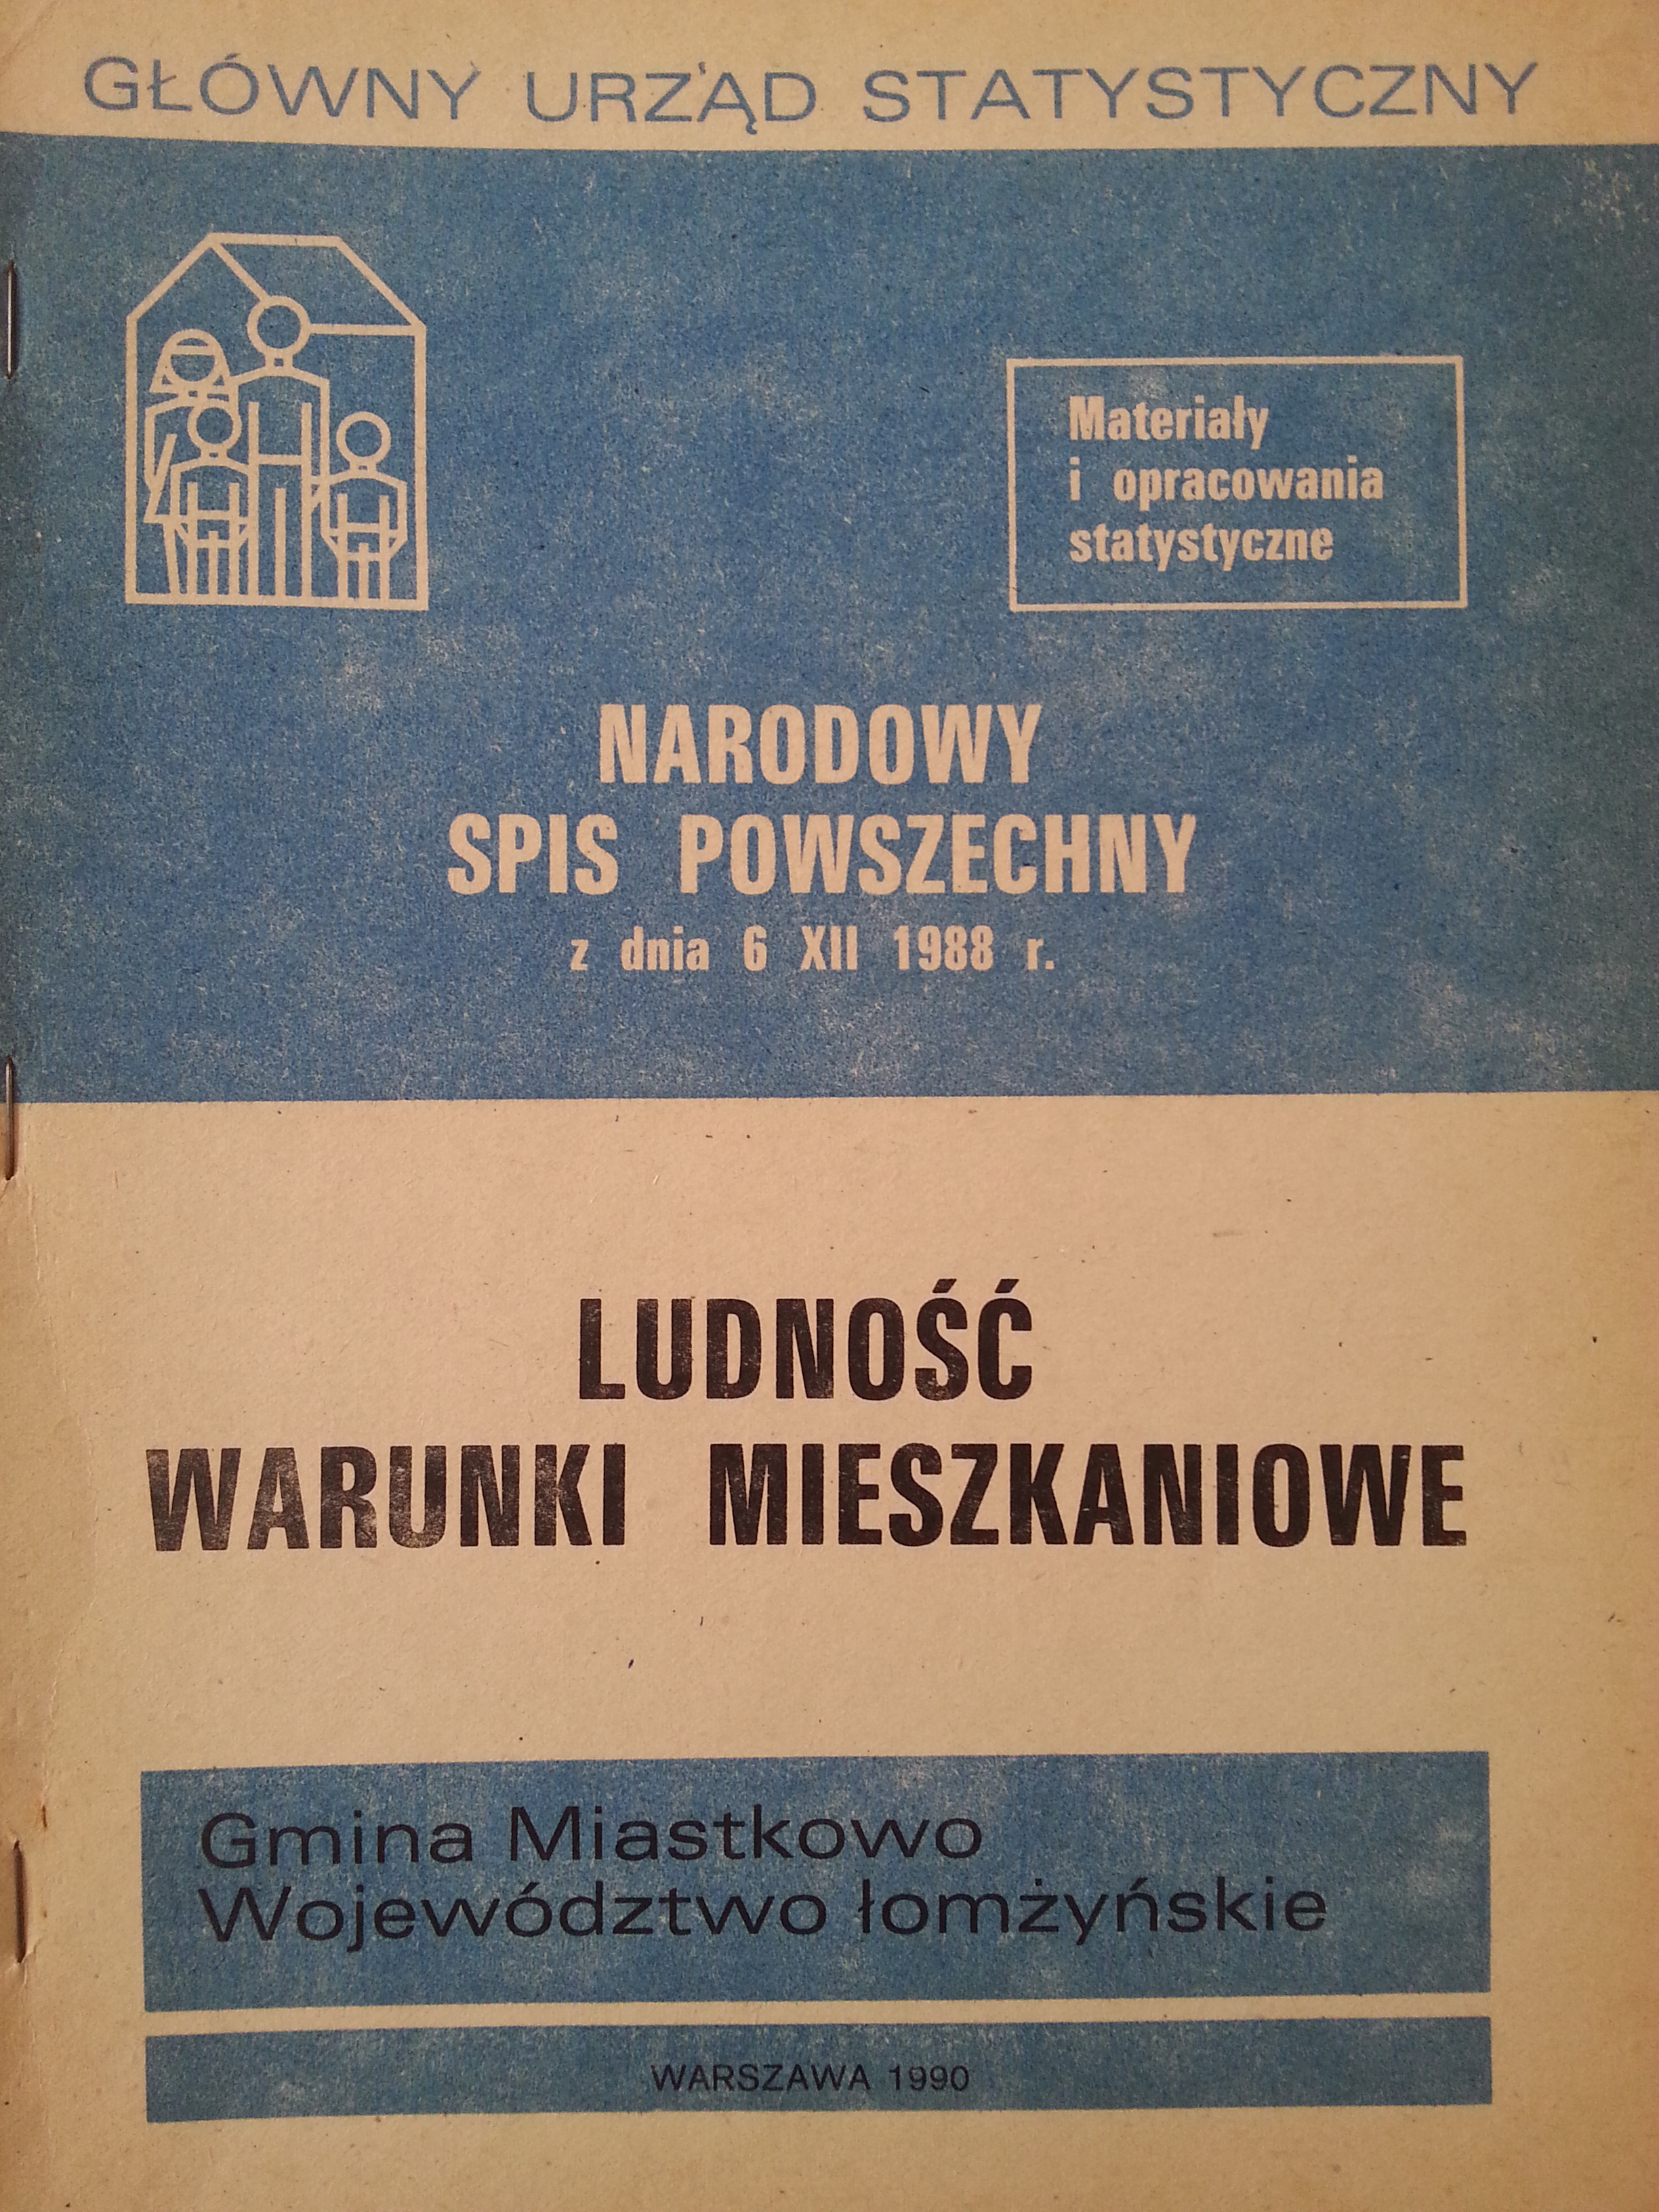 GŁÓWNY URZĄD STATYSTYCZNY
Materiały
i opracowania
statystyczne
NARODOWY
SPIS POWSZECHNY
z dnia 6 XII 1988 r.
LUDNOŚĆ
WARUNKI MIESZKANIOWE
Gmina Miastkowo
Województwo łomżyńskie
WARSZAWA 1990